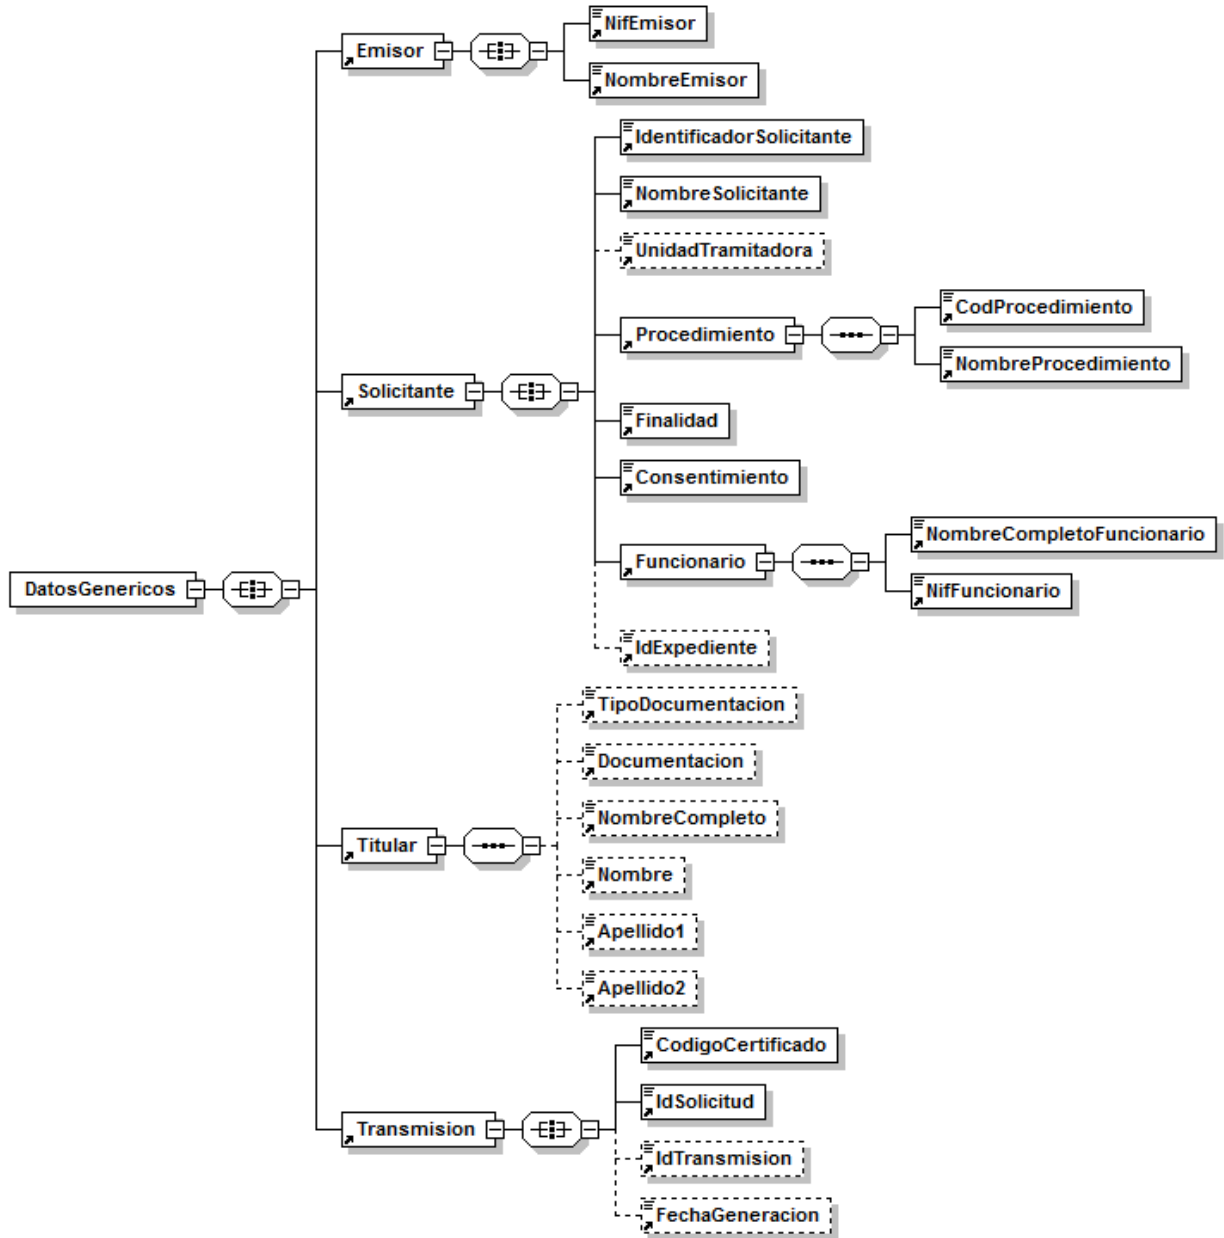 Emisor
NifEmisor
NombreEmisor
IdentificadorSolicitante
NombreSolicitante
UnidadTramitadora
Procedimiento
CodProcedimiento
NombreProcedimiento
Solicitante
Finalidad
Consentimiento
Funcionario
NombreCompletoFuncionario
NifFuncionario
DatosGenericos
IdExpediente
TipoDocumentacion
Documentacion
NombreCompleto
Titular
Nombre
Apellido1
Apellido2
CodigoCertificado
IdSolicitud
Transmision
IdTransmision
FechaGeneracion